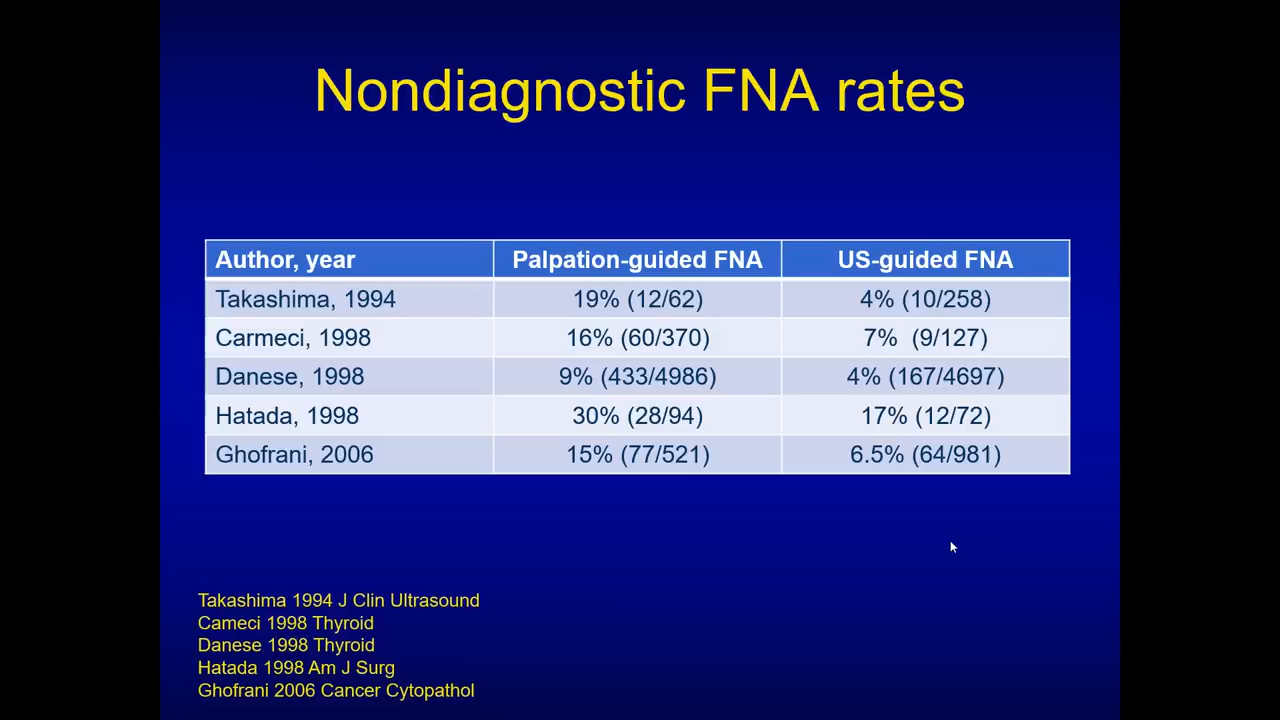 Nondiagnostic FNA rates
Author, year Palpation-guided FNA US-guided FNA
Takashima, 1994 19% (12/62) 4% (10/258)
Carmeci, 1998 16% (60/370) 7% (9/127)
Danese, 1998 9% (433/4986) 4% (167/4697)
Hatada, 1998 30% (28/94) 17% (12/72)
Ghofrani, 2006 15% (77/521) 6.5% (64/981)
Takashima 1994 J Clin Ultrasound
Cameci 1998 Thyroid
Danese 1998 Thyroid
Hatada 1998 Am J Surg
Ghofrani 2006 Cancer Cytopathol